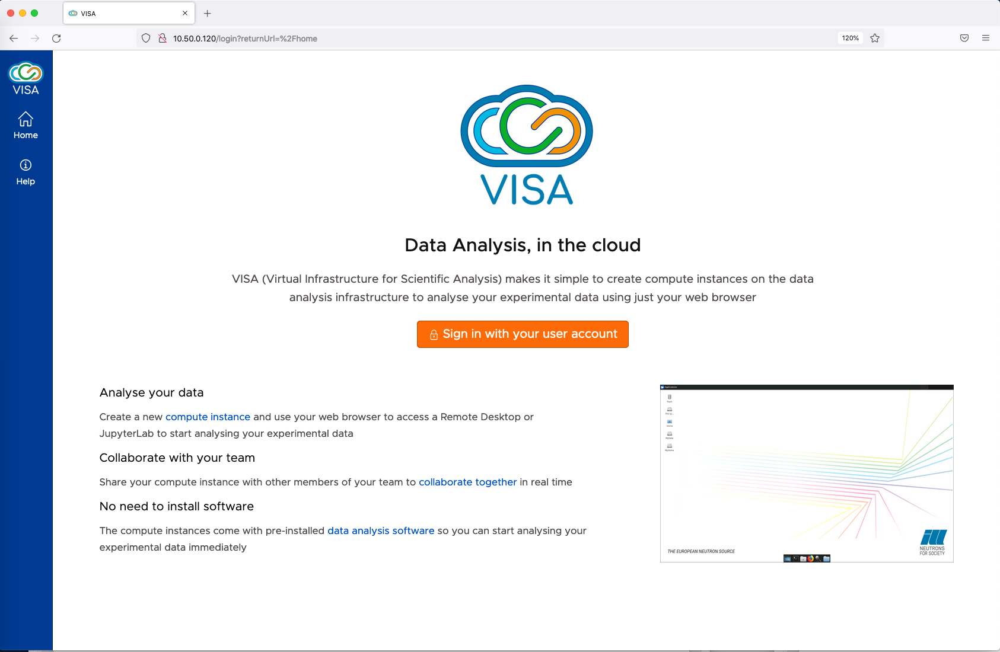 VISA
10.50.0.120/login?returnUrl=%2Fhome
120%
VISA
Home
Help
VISA
Data Analysis, in the cloud
VISA (Virtual Infrastructure for Scientific Analysis) makes it simple to create compute instances on the data
analysis infrastructure to analyse your experimental data using just your web browser
Sign in with your user account
Analyse your data
Create a new compute instance and use your web browser to access a Remote Desktop or
JupyterLab to start analysing your experimental data
Collaborate with your team
Share your compute instance with other members of your team to collaborate together in real time
No need to install software
The compute instances come with pre-installed data analysis software so you can start analysing your
experimental data immediately
Applications
Trash
Home
MyData
MyHome
THE EUROPEAN NEUTRON SOURCE
ill
NEUTRONS
FOR SOCIETY